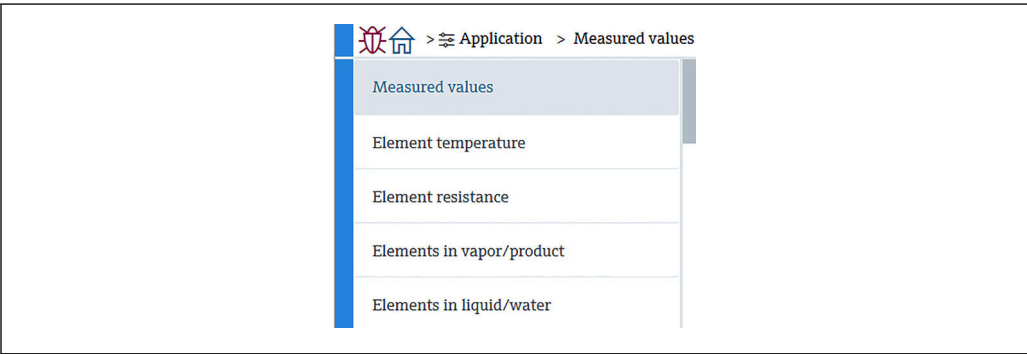 > Application > Measured values
Measured values
Element temperature
Element resistance
Elements in vapor/product
Elements in liquid/water